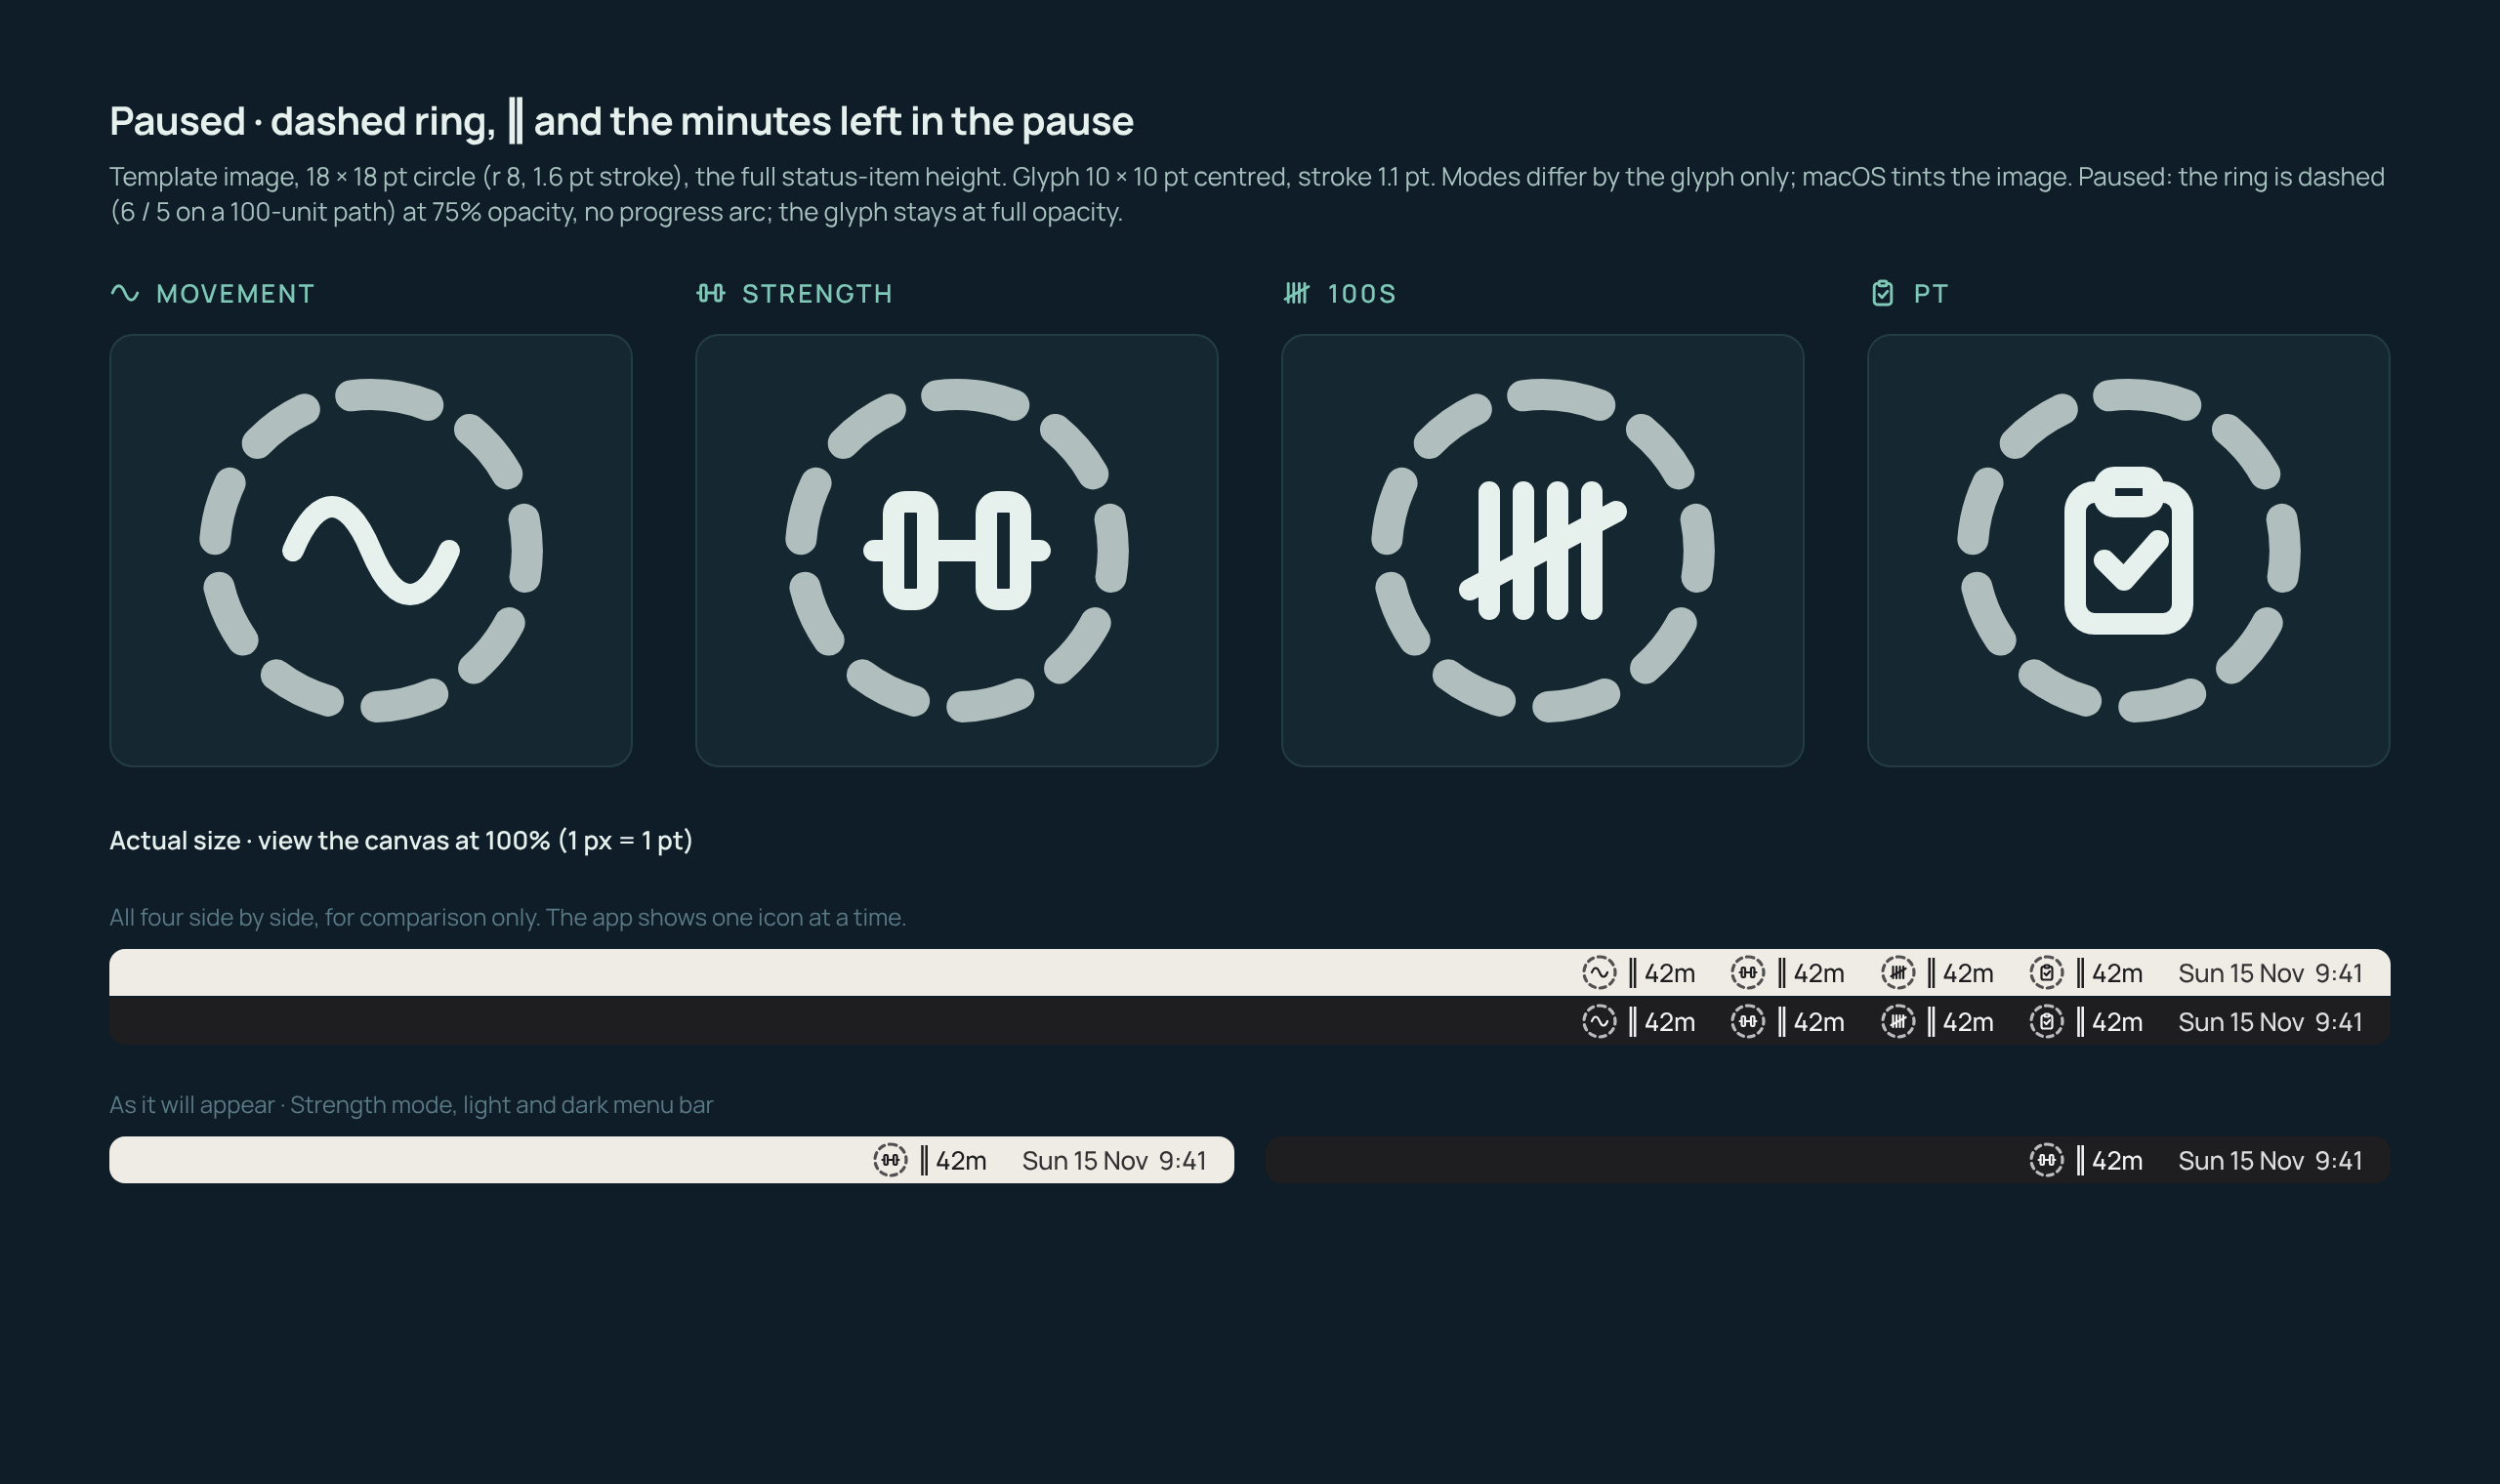 Paused · dashed ring, ‖ and the minutes left in the pause
Template image, 18 × 18 pt circle (r 8, 1.6 pt stroke), the full status-item height. Glyph 10 × 10 pt centred, stroke 1.1 pt. Modes differ by the glyph only; macOS tints the image. Paused: the ring is dashed
(6 / 5 on a 100-unit path) at 75% opacity, no progress arc; the glyph stays at full opacity.
MOVEMENT STRENGTH 100S PT
Actual size · view the canvas at 100% (1 px = 1 pt)
All four side by side, for comparison only. The app shows one icon at a time.
‖ 42m ‖ 42m ‖ 42m ‖ 42m Sun 15 Nov 9:41
‖ 42m ‖ 42m ‖ 42m ‖ 42m Sun 15 Nov 9:41
As it will appear · Strength mode, light and dark menu bar
‖ 42m Sun 15 Nov 9:41 ‖ 42m Sun 15 Nov 9:41